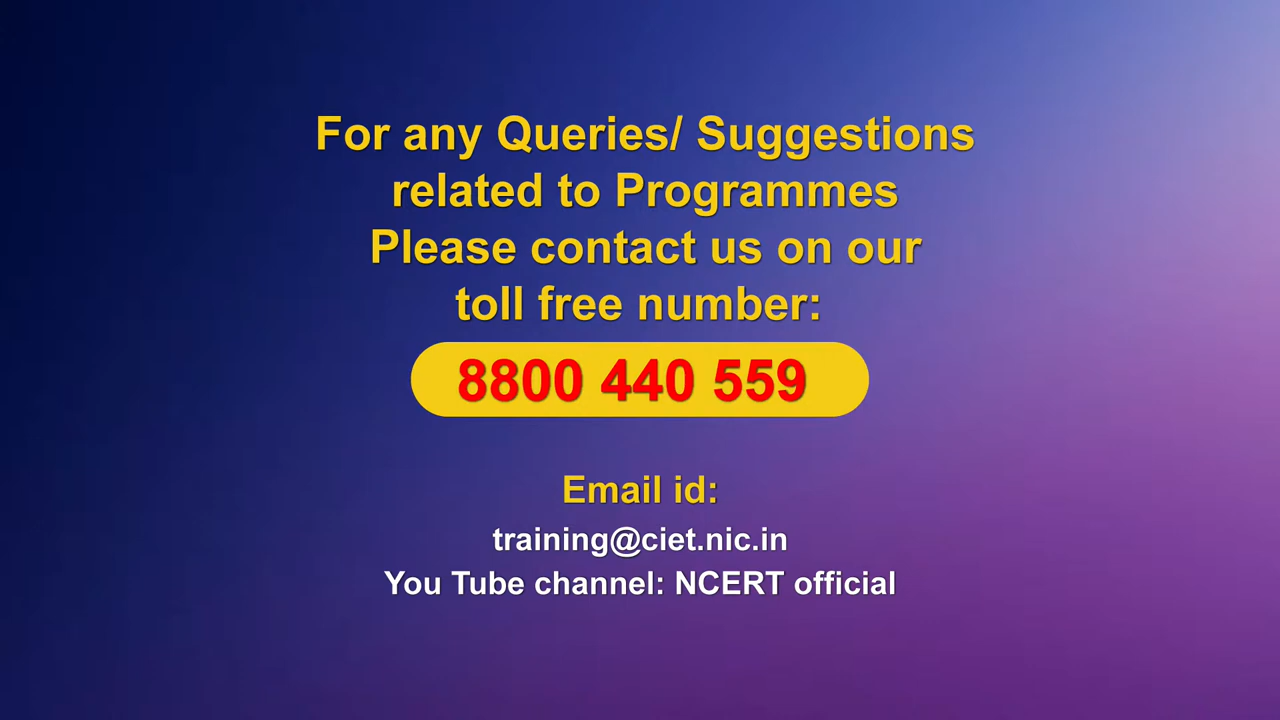 For any Queries/ Suggestions
related to Programmes
Please contact us on our
toll free number:
8800 440 559
Email id:
training@ciet.nic.in
You Tube channel: NCERT official